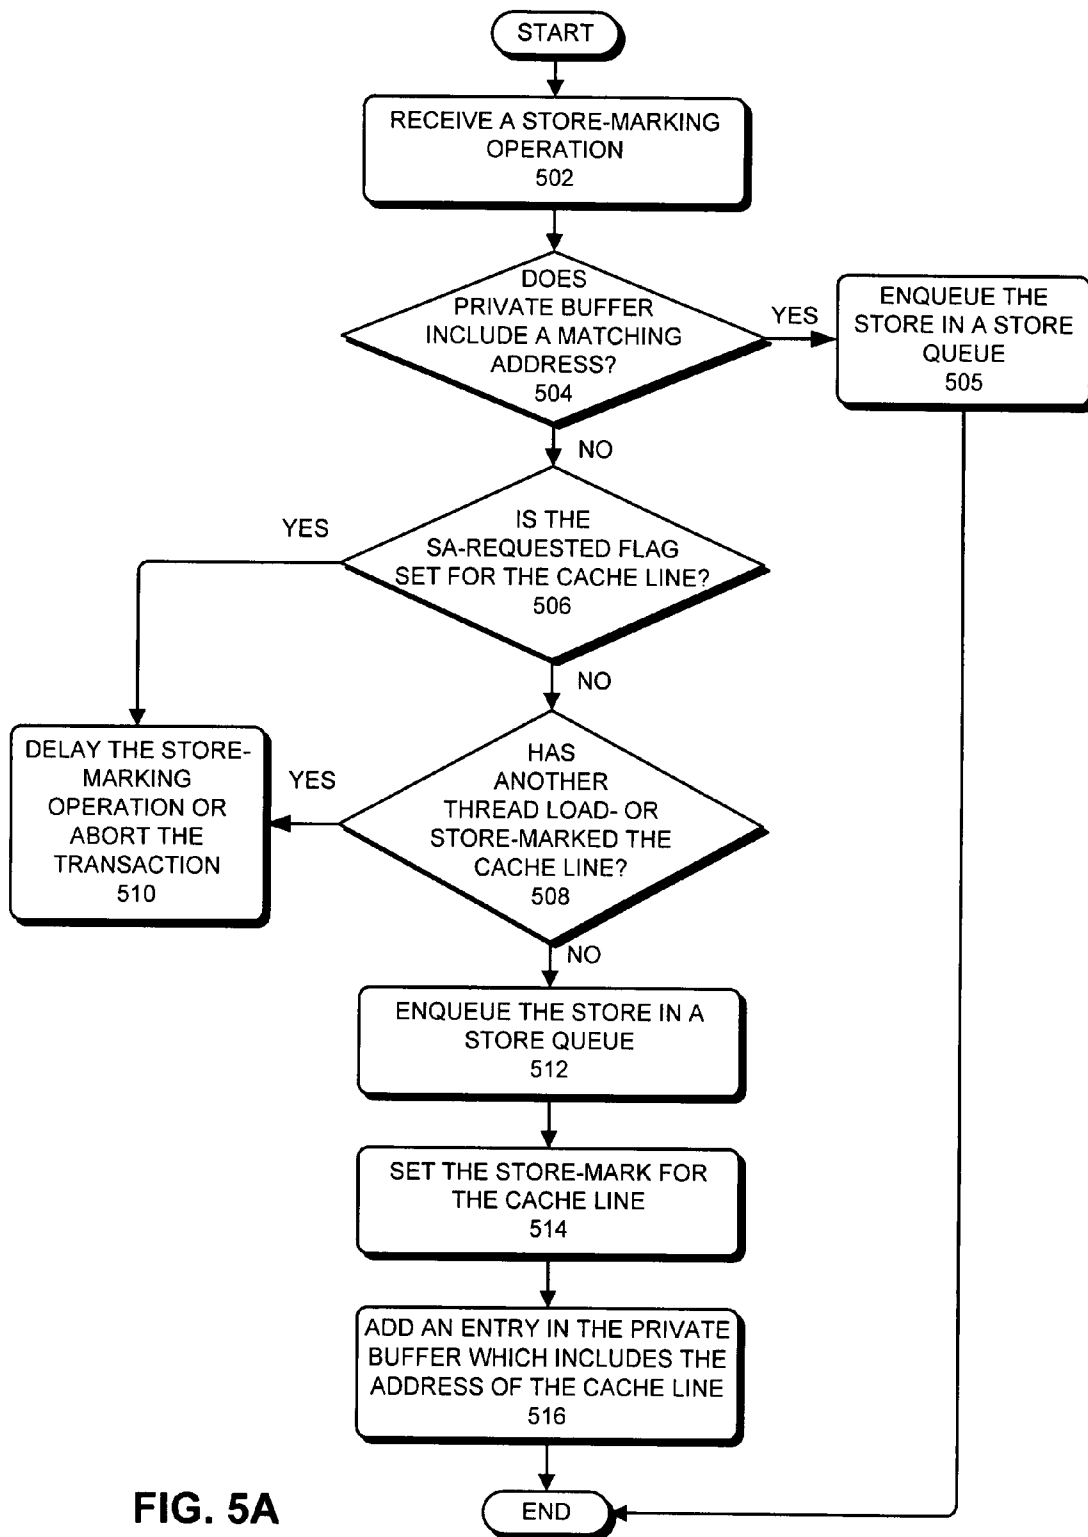 START
RECEIVE A STORE-MARKING
OPERATION
502
DOES
PRIVATE BUFFER
INCLUDE A MATCHING
ADDRESS?
504
YES
ENQUEUE THE
STORE IN A STORE
QUEUE
505
NO
IS THE
SA-REQUESTED FLAG
SET FOR THE CACHE LINE?
506
YES
NO
HAS
ANOTHER
THREAD LOAD- OR
STORE-MARKED THE
CACHE LINE?
508
YES
DELAY THE STORE-
MARKING
OPERATION OR
ABORT THE
TRANSACTION
510
NO
ENQUEUE THE STORE IN A
STORE QUEUE
512
SET THE STORE-MARK FOR
THE CACHE LINE
514
ADD AN ENTRY IN THE PRIVATE
BUFFER WHICH INCLUDES THE
ADDRESS OF THE CACHE LINE
516
END
FIG. 5A